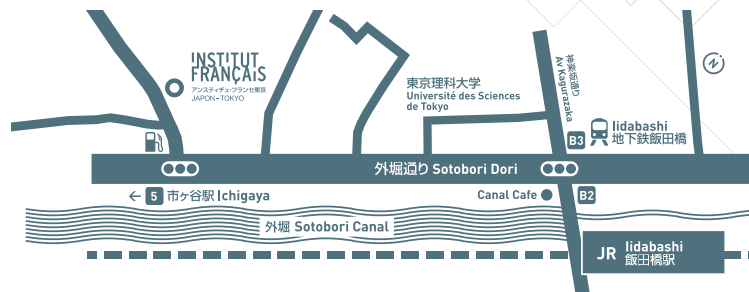 INSTITUT
FRANÇAIS
アンスティチュ・フランセ東京
JAPON-TOKYO
東京理科大学
Université des Sciences
de Tokyo
神楽坂通り
Av Kagurazaka
N
B3
Iidabashi
地下鉄飯田橋
外堀通り Sotobori Dori
← 5 市ヶ谷駅 Ichigaya
Canal Cafe
B2
外堀 Sotobori Canal
JR
Iidabashi
飯田橋駅